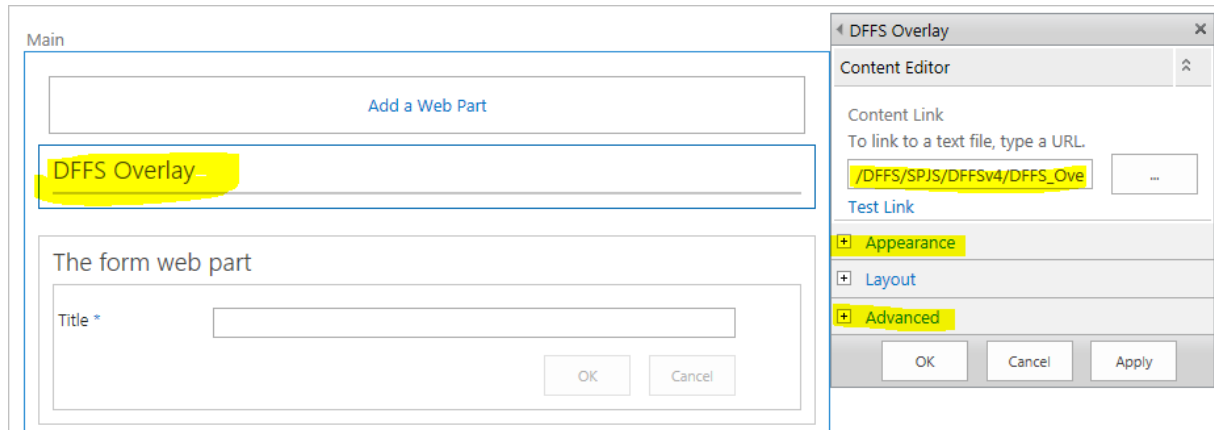 Main
Add a Web Part
DFFS Overlay
The form web part
Title *
OK Cancel
DFFS Overlay
Content Editor
Content Link
To link to a text file, type a URL.
/DFFS/SPJS/DFFSv4/DFFS_Ove ...
Test Link
Appearance
Layout
Advanced
OK Cancel Apply